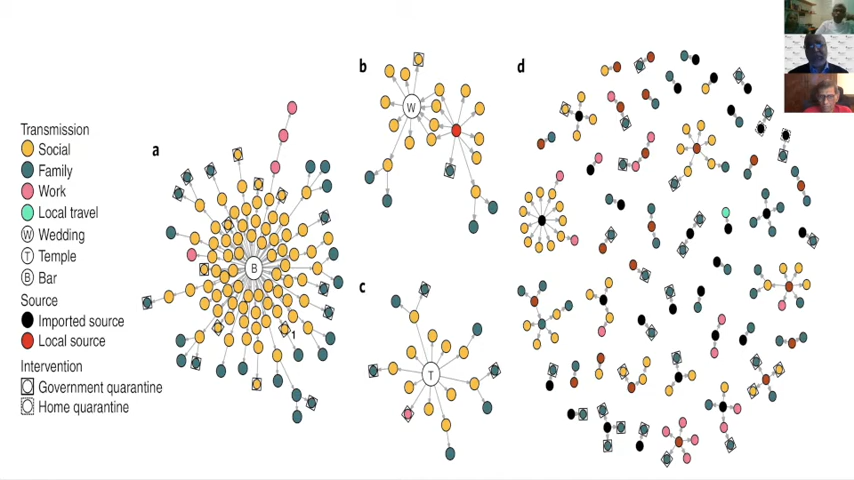 a
b
c
d
Transmission
Social
Family
Work
Local travel
W Wedding
T Temple
B Bar
Source
Imported source
Local source
Intervention
Government quarantine
Home quarantine
B
1
W
T